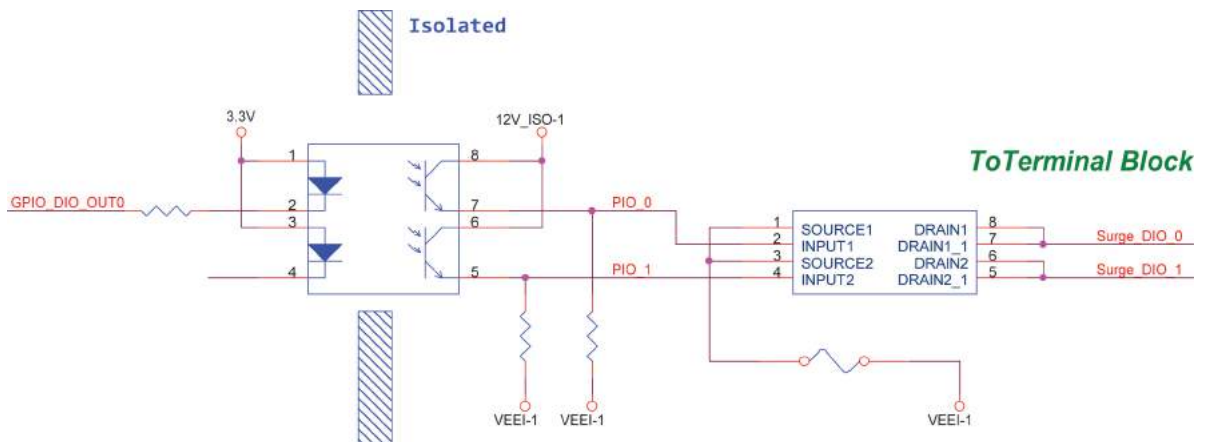 Isolated
3.3V
12V_ISO-1
ToTerminal Block
1
8
GPIO_DIO_OUT0
2
7
PIO_0
3
6
4
5
PIO_1
1 SOURCE1 DRAIN1 8
2 INPUT1 DRAIN1_1 7
3 SOURCE2 DRAIN2 6
4 INPUT2 DRAIN2_1 5
Surge_DIO_0
Surge_DIO_1
VEEI-1
VEEI-1
VEEI-1